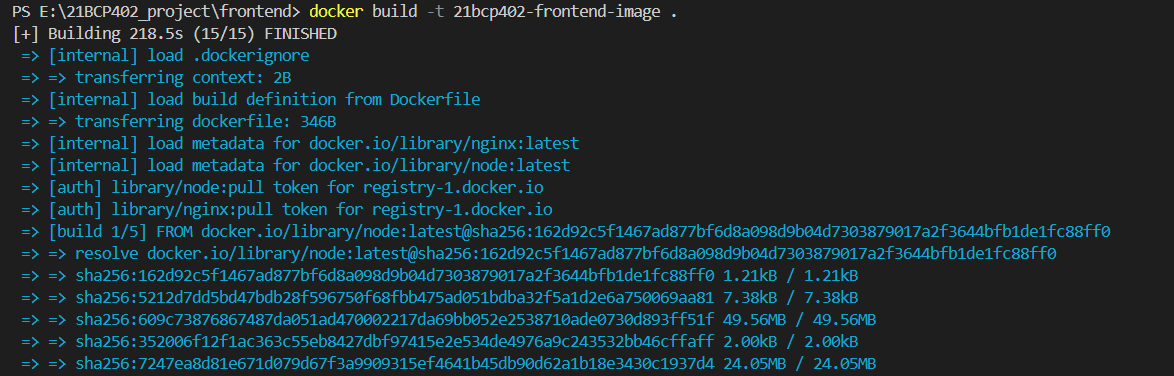 PS E:\21BCP402_project\frontend> docker build -t 21bcp402-frontend-image .
[+] Building 218.5s (15/15) FINISHED
=> [internal] load .dockerignore
=> => transferring context: 2B
=> [internal] load build definition from Dockerfile
=> => transferring dockerfile: 346B
=> [internal] load metadata for docker.io/library/nginx:latest
=> [internal] load metadata for docker.io/library/node:latest
=> [auth] library/node:pull token for registry-1.docker.io
=> [auth] library/nginx:pull token for registry-1.docker.io
=> [build 1/5] FROM docker.io/library/node:latest@sha256:162d92c5f1467ad877bf6d8a098d9b04d7303879017a2f3644bfb1de1fc88ff0
=> => resolve docker.io/library/node:latest@sha256:162d92c5f1467ad877bf6d8a098d9b04d7303879017a2f3644bfb1de1fc88ff0
=> => sha256:162d92c5f1467ad877bf6d8a098d9b04d7303879017a2f3644bfb1de1fc88ff0 1.21kB / 1.21kB
=> => sha256:5212d7dd5bd47bdb28f596750f68fbb475ad051bdba32f5a1d2e6a750069aa81 7.38kB / 7.38kB
=> => sha256:609c73876867487da051ad470002217da69bb052e2538710ade0730d893ff51f 49.56MB / 49.56MB
=> => sha256:352006f12f1ac363c55eb8427dbf97415e2e534de4976a9c243532bb46cffaff 2.00kB / 2.00kB
=> => sha256:7247ea8d81e671d079d67f3a9909315ef4641b45db90d62a1b18e3430c1937d4 24.05MB / 24.05MB